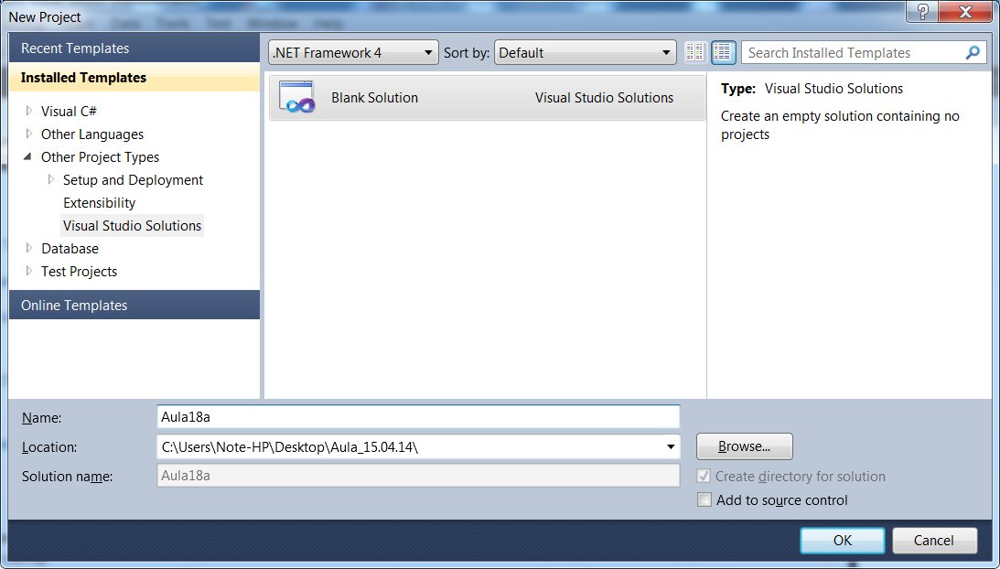 New Project
Recent Templates
Installed Templates
Visual C#
Other Languages
Other Project Types
Setup and Deployment
Extensibility
Visual Studio Solutions
Database
Test Projects
Online Templates
.NET Framework 4 Sort by: Default Search Installed Templates
Blank Solution Visual Studio Solutions
Type: Visual Studio Solutions
Create an empty solution containing no
projects
Name: Aula18a
Location: C:\Users\Note-HP\Desktop\Aula_15.04.14\ Browse...
Solution name: Aula18a Create directory for solution
Add to source control
OK Cancel